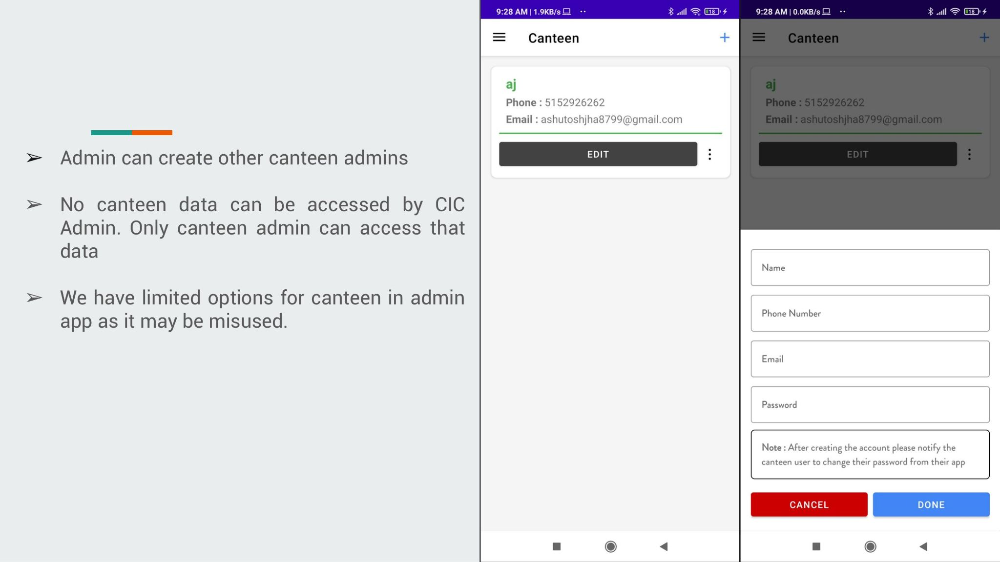 ➢ Admin can create other canteen admins
➢ No canteen data can be accessed by CIC
Admin. Only canteen admin can access that
data
➢ We have limited options for canteen in admin
app as it may be misused.
9:28 AM | 1.9KB/s
18
Canteen
aj
Phone : 5152926262
Email : ashutoshjha8799@gmail.com
EDIT
9:28 AM | 0.0KB/s
18
Canteen
aj
Phone : 5152926262
Email : ashutoshjha8799@gmail.com
EDIT
Name
Phone Number
Email
Password
Note : After creating the account please notify the
canteen user to change their password from their app
CANCEL DONE